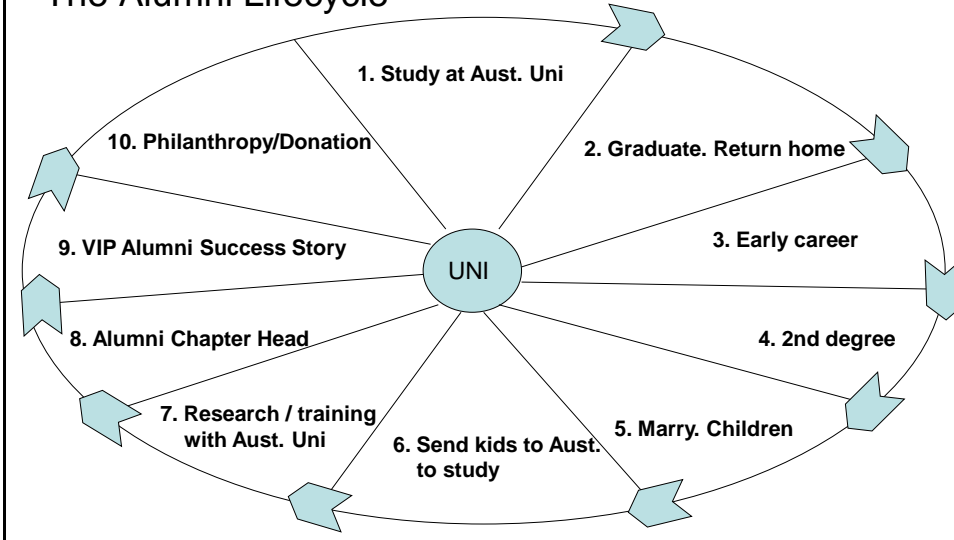 The Alumni Lifecycle
1. Study at Aust. Uni
2. Graduate. Return home
3. Early career
4. 2nd degree
5. Marry. Children
6. Send kids to Aust.
to study
7. Research / training
with Aust. Uni
8. Alumni Chapter Head
9. VIP Alumni Success Story
10. Philanthropy/Donation
UNI